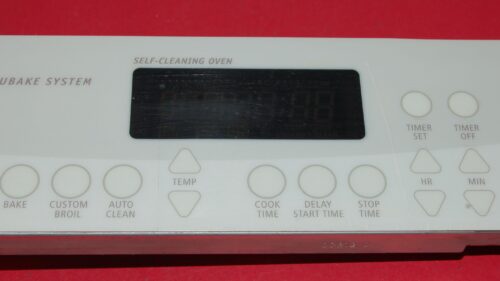 SELF-CLEANING OVEN
UBAKE SYSTEM
TIMER
SET
TIMER
OFF
TEMP
HR
MIN
BAKE
CUSTOM
BROIL
AUTO
CLEAN
COOK
TIME
DELAY
START TIME
STOP
TIME